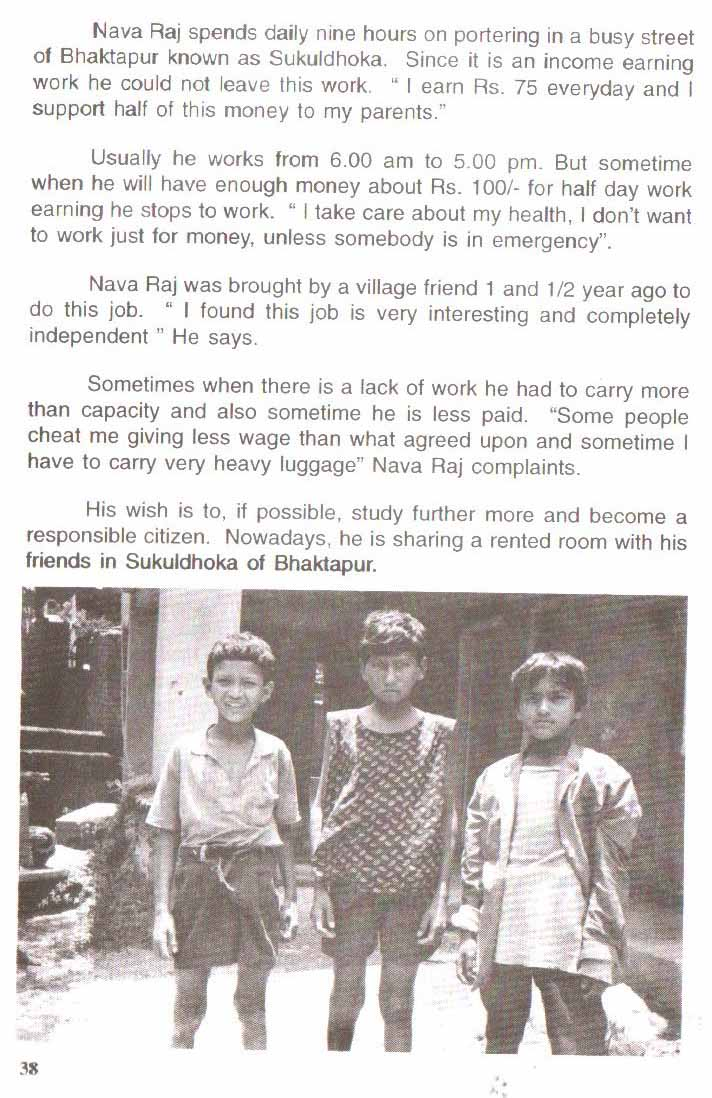 Nava Raj spends daily nine hours on portering in a busy street
of Bhaktapur known as Sukuldhoka. Since it is an income earning
work he could not leave this work. “ I earn Rs. 75 everyday and I
support half of this money to my parents.”
Usually he works from 6.00 am to 5.00 pm. But sometime
when he will have enough money about Rs. 100/- for half day work
earning he stops to work. “ I take care about my health, I don’t want
to work just for money, unless somebody is in emergency”.
Nava Raj was brought by a village friend 1 and 1/2 year ago to
do this job. “ I found this job is very interesting and completely
independent ” He says.
Sometimes when there is a lack of work he had to carry more
than capacity and also sometime he is less paid. “Some people
cheat me giving less wage than what agreed upon and sometime I
have to carry very heavy luggage” Nava Raj complaints.
His wish is to, if possible, study further more and become a
responsible citizen. Nowadays, he is sharing a rented room with his
friends in Sukuldhoka of Bhaktapur.
38